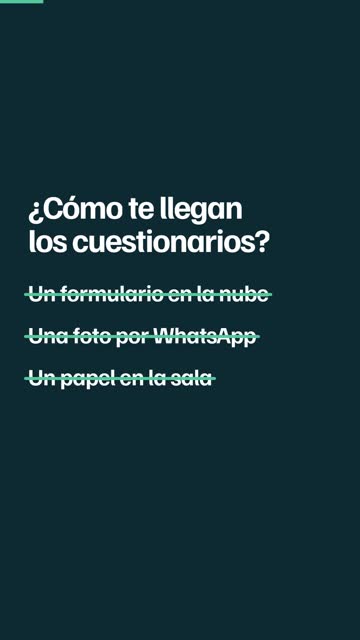 ¿Cómo te llegan
los cuestionarios?
Un formulario en la nube
Una foto por WhatsApp
Un papel en la sala